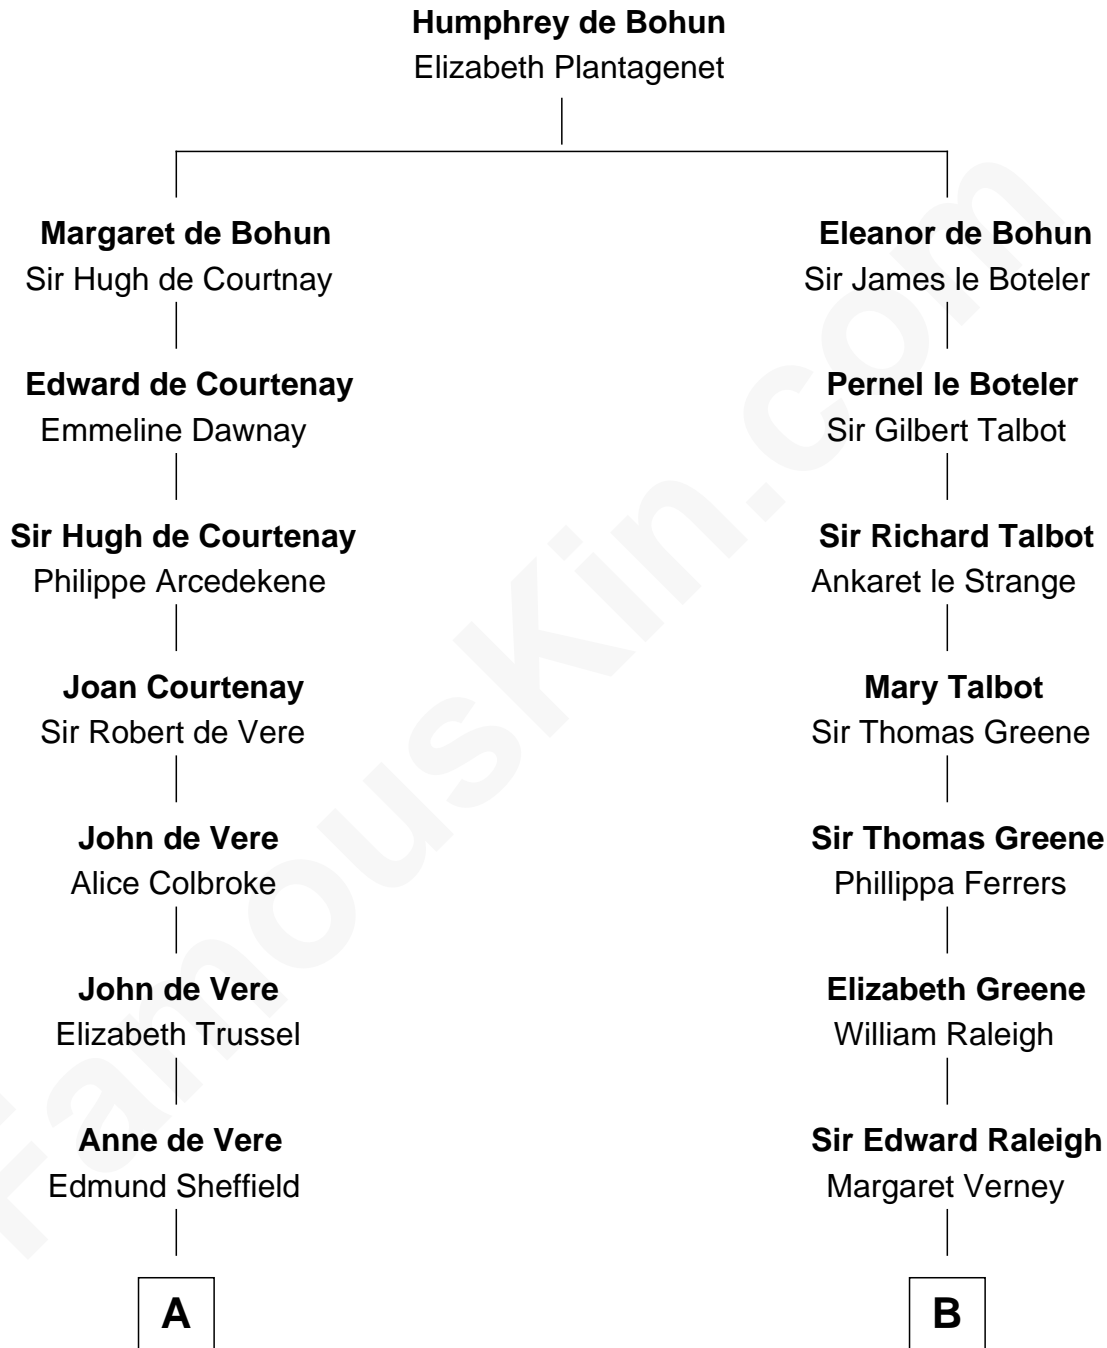 Humphrey de Bohun
Elizabeth Plantagenet
Margaret de Bohun
Sir Hugh de Courtnay
Eleanor de Bohun
Sir James le Boteler
Edward de Courtenay
Emmeline Dawnay
Pernel le Boteler
Sir Gilbert Talbot
Sir Hugh de Courtenay
Philippe Arcedekene
Sir Richard Talbot
Ankaret le Strange
Joan Courtenay
Sir Robert de Vere
Mary Talbot
Sir Thomas Greene
John de Vere
Alice Colbroke
Sir Thomas Greene
Phillippa Ferrers
John de Vere
Elizabeth Trussel
Elizabeth Greene
William Raleigh
Anne de Vere
Edmund Sheffield
Sir Edward Raleigh
Margaret Verney
A
B
FamousKin.com